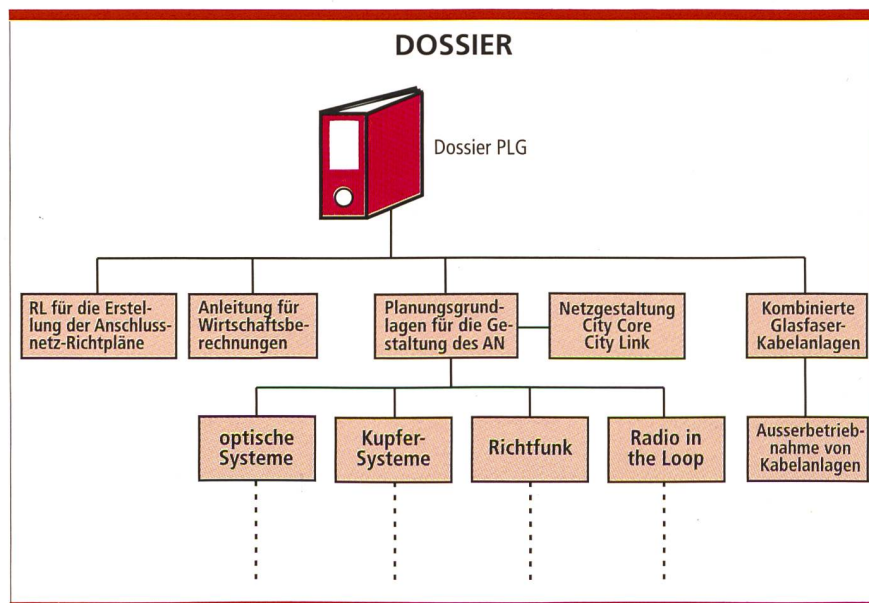 DOSSIER
Dossier PLG
RL für die Erstel-
lung der Anschluss-
netz-Richtpläne
Anleitung für
Wirtschaftsbe-
rechnungen
Planungsgrund-
lagen für die Ge-
staltung des AN
Netzgestaltung
City Core
City Link
Kombinierte
Glasfaser-
Kabelanlagen
optische
Systeme
Kupfer-
Systeme
Richtfunk
Radio in
the Loop
Ausserbetrieb-
nahme von
Kabelanlagen